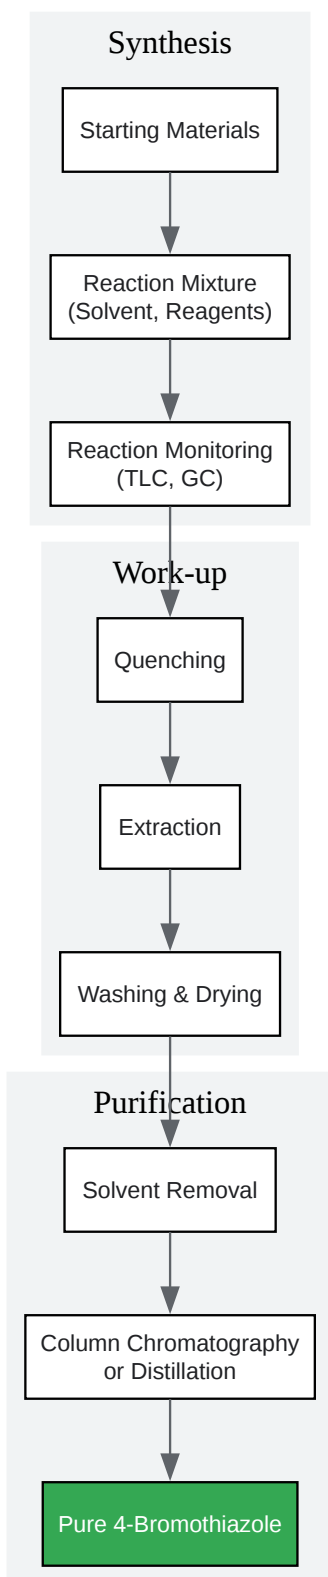 Synthesis
Starting Materials
Reaction Mixture
(Solvent, Reagents)
Reaction Monitoring
(TLC, GC)
Work-up
Quenching
Extraction
Washing & Drying
Purification
Solvent Removal
Column Chromatography
or Distillation
Pure 4-Bromothiazole